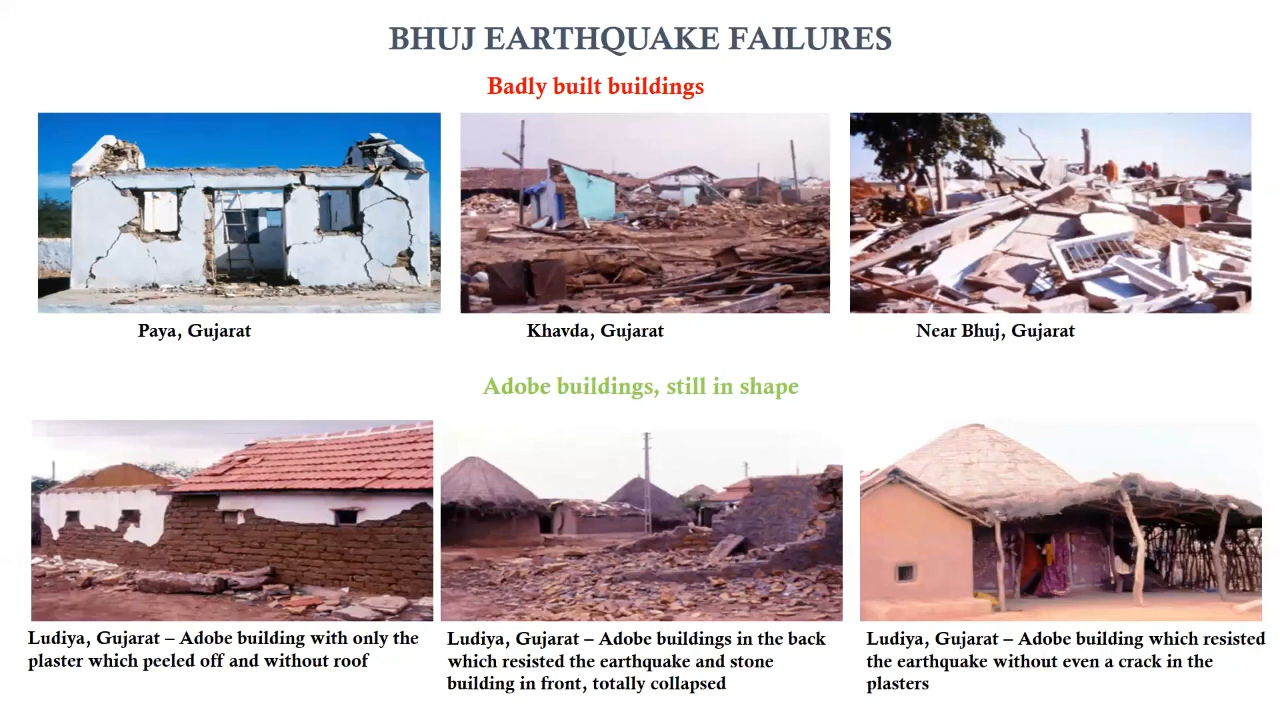 BHUJ EARTHQUAKE FAILURES
Badly built buildings
Paya, Gujarat
Khavda, Gujarat
Near Bhuj, Gujarat
Adobe buildings, still in shape
Ludiya, Gujarat – Adobe building with only the
plaster which peeled off and without roof
Ludiya, Gujarat – Adobe buildings in the back
which resisted the earthquake and stone
building in front, totally collapsed
Ludiya, Gujarat – Adobe building which resisted
the earthquake without even a crack in the
plasters